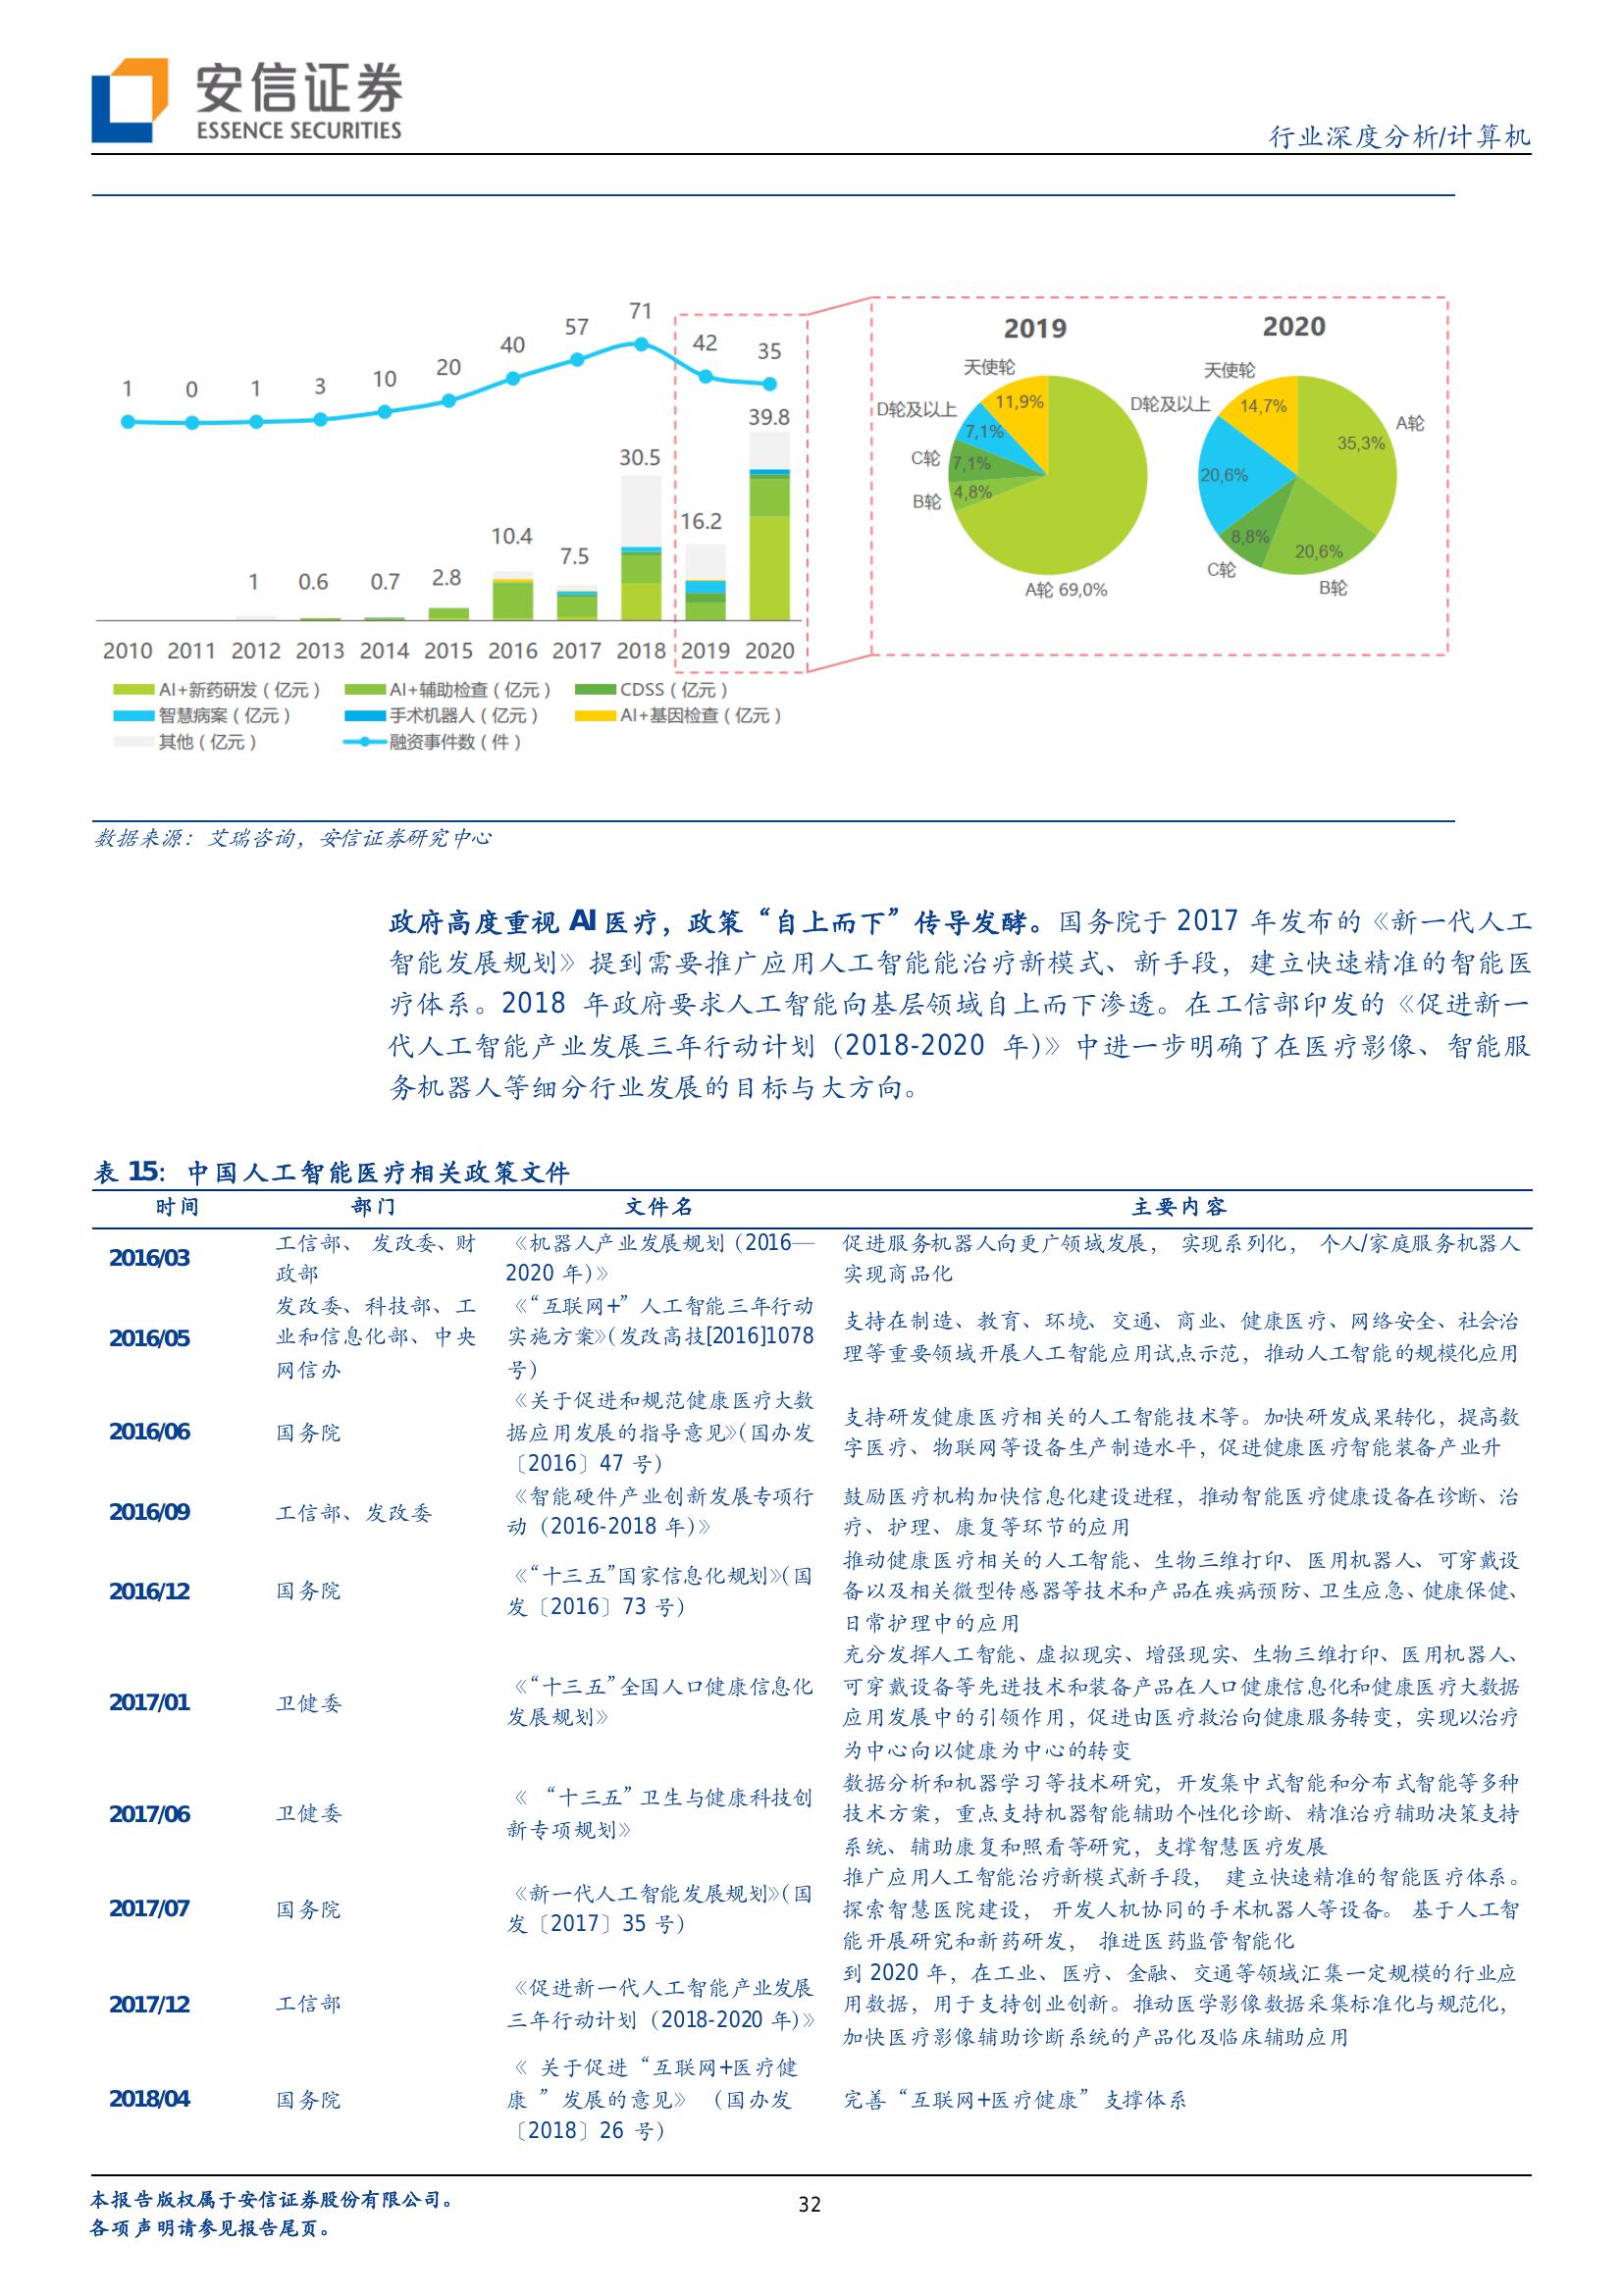 安信证券
ESSENCE SECURITIES
行业深度分析/计算机
1 0 1 3 10 20 40 57 71 42 35
1 0.6 0.7 2.8 10.4 7.5 30.5 16.2 39.8
2010 2011 2012 2013 2014 2015 2016 2017 2018 2019 2020
AI+新药研发（亿元） AI+辅助检查（亿元） CDSS（亿元）
智慧病案（亿元） 手术机器人（亿元） AI+基因检查（亿元）
其他（亿元） 融资事件数（件）
2019
天使轮
11,9%
D轮及以上
7,1%
C轮
7,1%
B轮
4,8%
A轮 69,0%
2020
天使轮
14,7%
D轮及以上
20,6%
A轮
35,3%
C轮
8,8%
B轮
20,6%
数据来源：艾瑞咨询，安信证券研究中心
政府高度重视 AI 医疗，政策“自上而下”传导发酵。国务院于 2017 年发布的《新一代人工
智能发展规划》提到需要推广应用人工智能能治疗新模式、新手段，建立快速精准的智能医
疗体系。2018 年政府要求人工智能向基层领域自上而下渗透。在工信部印发的《促进新一
代人工智能产业发展三年行动计划（2018-2020 年）》中进一步明确了在医疗影像、智能服
务机器人等细分行业发展的目标与大方向。
表 15：中国人工智能医疗相关政策文件
时间 部门 文件名 主要内容
2016/03
工信部、 发改委、财
政部
《机器人产业发展规划（2016—
2020 年）》
促进服务机器人向更广领域发展， 实现系列化， 个人/家庭服务机器人
实现商品化
2016/05
发改委、科技部、工
业和信息化部、中央
网信办
《“互联网+”人工智能三年行动
实施方案》（发改高技[2016]1078
号）
支持在制造、教育、环境、交通、商业、健康医疗、网络安全、社会治
理等重要领域开展人工智能应用试点示范，推动人工智能的规模化应用
2016/06
国务院
《关于促进和规范健康医疗大数
据应用发展的指导意见》（国办发
〔2016〕47 号）
支持研发健康医疗相关的人工智能技术等。加快研发成果转化，提高数
字医疗、物联网等设备生产制造水平，促进健康医疗智能装备产业升
2016/09
工信部、发改委
《智能硬件产业创新发展专项行
动（2016-2018 年）》
鼓励医疗机构加快信息化建设进程，推动智能医疗健康设备在诊断、治
疗、护理、康复等环节的应用
2016/12
国务院
《“十三五”国家信息化规划》（国
发〔2016〕73 号）
推动健康医疗相关的人工智能、生物三维打印、医用机器人、可穿戴设
备以及相关微型传感器等技术和产品在疾病预防、卫生应急、健康保健、
日常护理中的应用
2017/01
卫健委
《“十三五”全国人口健康信息化
发展规划》
充分发挥人工智能、虚拟现实、增强现实、生物三维打印、医用机器人、
可穿戴设备等先进技术和装备产品在人口健康信息化和健康医疗大数据
应用发展中的引领作用，促进由医疗救治向健康服务转变，实现以治疗
为中心向以健康为中心的转变
2017/06
卫健委
《 “十三五”卫生与健康科技创
新专项规划》
数据分析和机器学习等技术研究，开发集中式智能和分布式智能等多种
技术方案，重点支持机器智能辅助个性化诊断、精准治疗辅助决策支持
系统、辅助康复和照看等研究，支撑智慧医疗发展
2017/07
国务院
《新一代人工智能发展规划》（国
发〔2017〕35 号）
推广应用人工智能治疗新模式新手段， 建立快速精准的智能医疗体系。
探索智慧医院建设， 开发人机协同的手术机器人等设备。 基于人工智
能开展研究和新药研发， 推进医药监管智能化
2017/12
工信部
《促进新一代人工智能产业发展
三年行动计划（2018-2020 年）》
到 2020 年，在工业、医疗、金融、交通等领域汇集一定规模的行业应
用数据，用于支持创业创新。推动医学影像数据采集标准化与规范化，
加快医疗影像辅助诊断系统的产品化及临床辅助应用
2018/04
国务院
《 关于促进“互联网+医疗健
康 ”发展的意见》 （国办发
〔2018〕26 号）
完善“互联网+医疗健康”支撑体系
本报告版权属于安信证券股份有限公司。
各项声明请参见报告尾页。
32